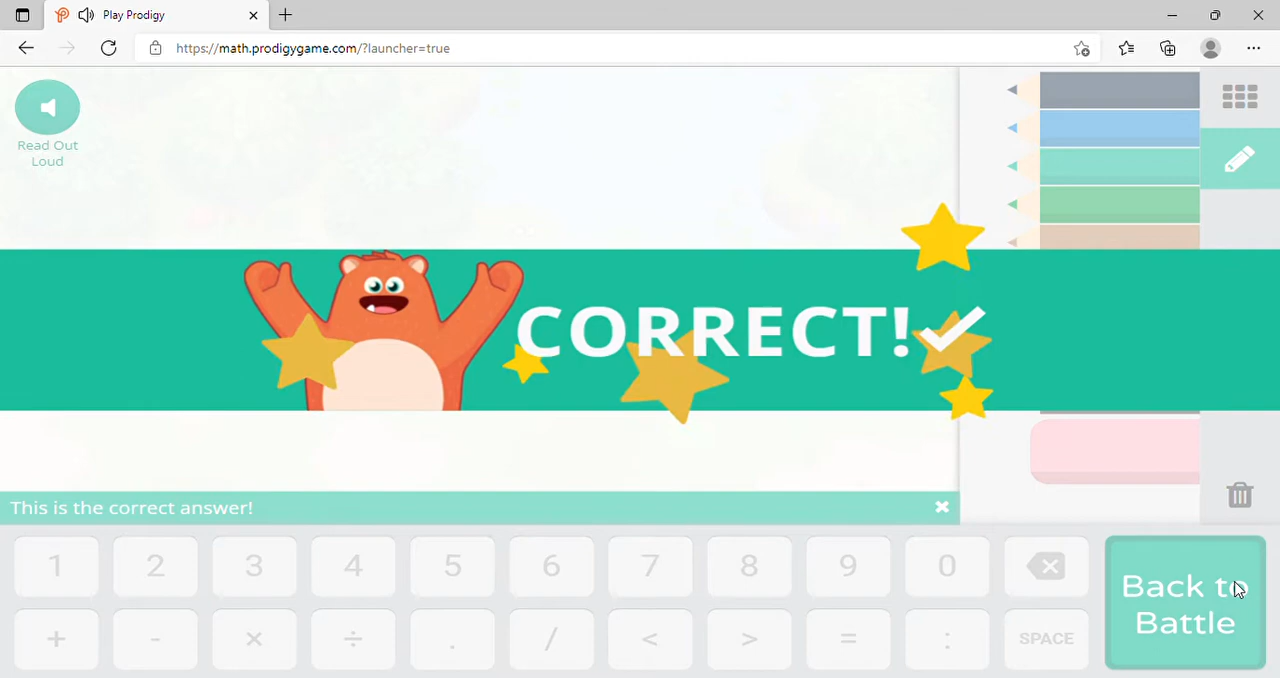 Play Prodigy
https://math.prodigygame.com/?launcher=true
Read Out
Loud
CORRECT!
This is the correct answer!
1 2 3 4 5 6 7 8 9 0
+ - × ÷ . / < > = : SPACE
Back to
Battle